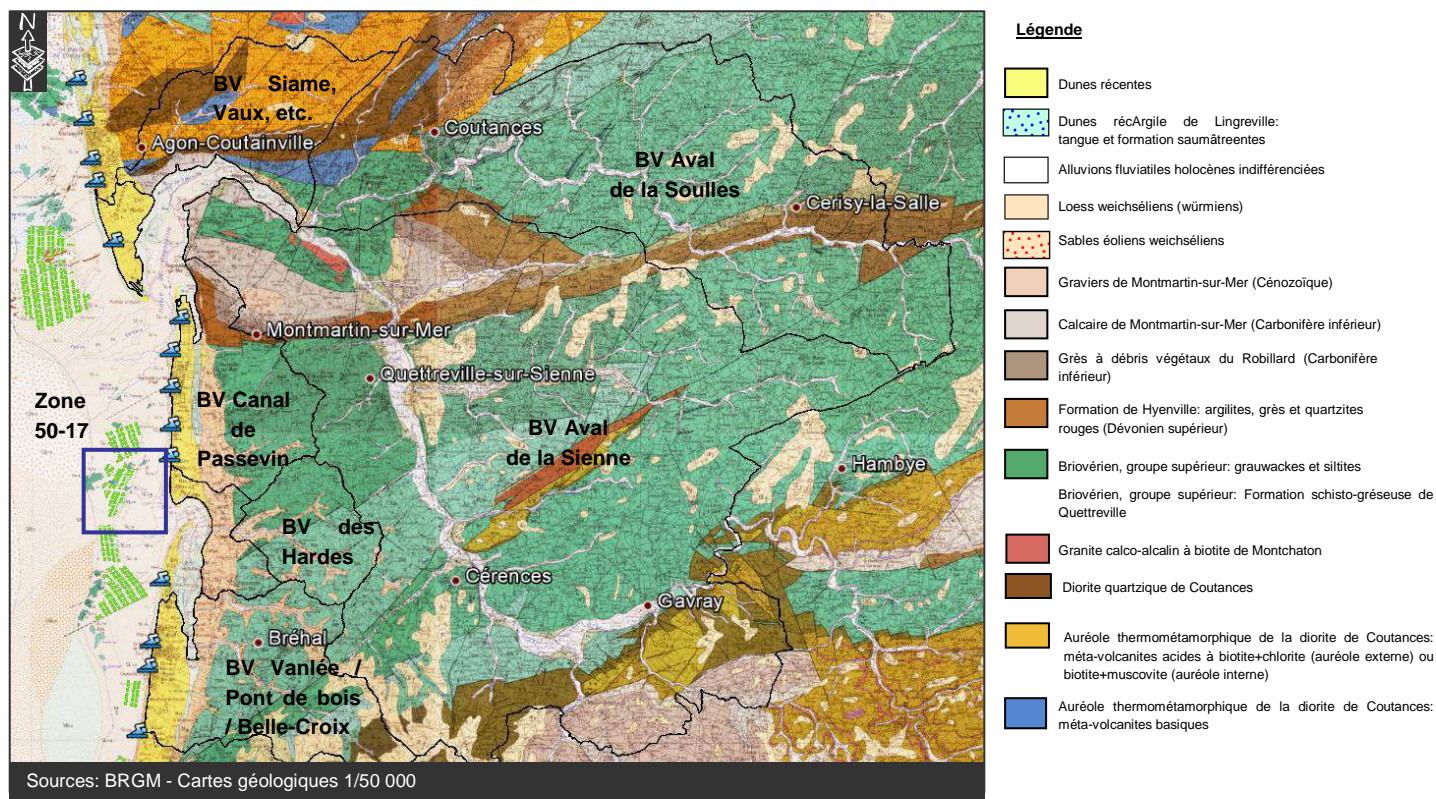 N
BV Siame,
Vaux, etc.
Agon-Coutainville
Coutances
BV Aval
de la Soulles
Cerisy-la-Salle
Montmartin-sur-Mer
Quettreville-sur-Sienne
Zone
50-17
BV Canal
de
Passevin
BV Aval
de la Sienne
Hambye
BV des
Hardes
Cérences
Gavray
Bréhal
BV Vanlée /
Pont de bois
/ Belle-Croix
Sources: BRGM - Cartes géologiques 1/50 000
Légende
Dunes récentes
Dunes récArgile de Lingreville:
tangue et formation saumâtreentes
Alluvions fluviatiles holocènes indifférenciées
Loess weichséliens (würmiens)
Sables éoliens weichséliens
Graviers de Montmartin-sur-Mer (Cénozoïque)
Calcaire de Montmartin-sur-Mer (Carbonifère inférieur)
Grès à débris végétaux du Robillard (Carbonifère
inférieur)
Formation de Hyenville: argilites, grès et quartzites
rouges (Dévonien supérieur)
Briovérien, groupe supérieur: grauwackes et siltites
Briovérien, groupe supérieur: Formation schisto-gréseuse de
Quettreville
Granite calco-alcalin à biotite de Montchaton
Diorite quartzique de Coutances
Auréole thermométamorphique de la diorite de Coutances:
méta-volcanites acides à biotite+chlorite (auréole externe) ou
biotite+muscovite (auréole interne)
Auréole thermométamorphique de la diorite de Coutances:
méta-volcanites basiques